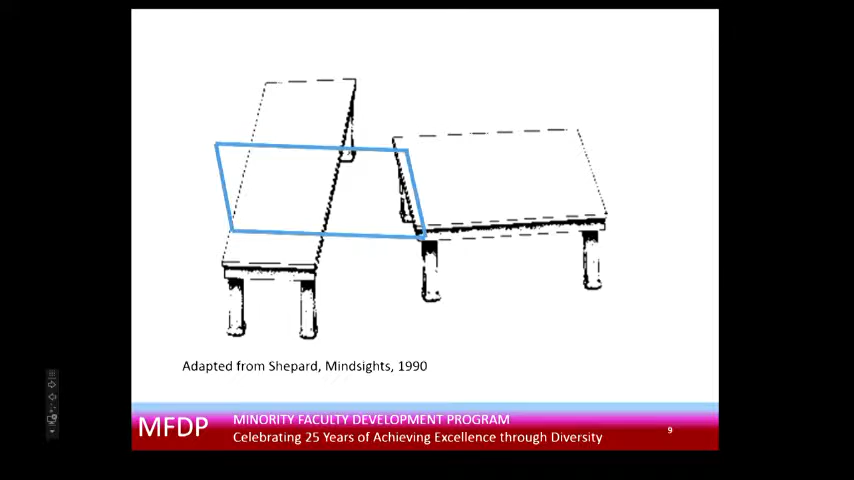 Adapted from Shepard, Mindsights, 1990
MFDP
MINORITY FACULTY DEVELOPMENT PROGRAM
Celebrating 25 Years of Achieving Excellence through Diversity
9